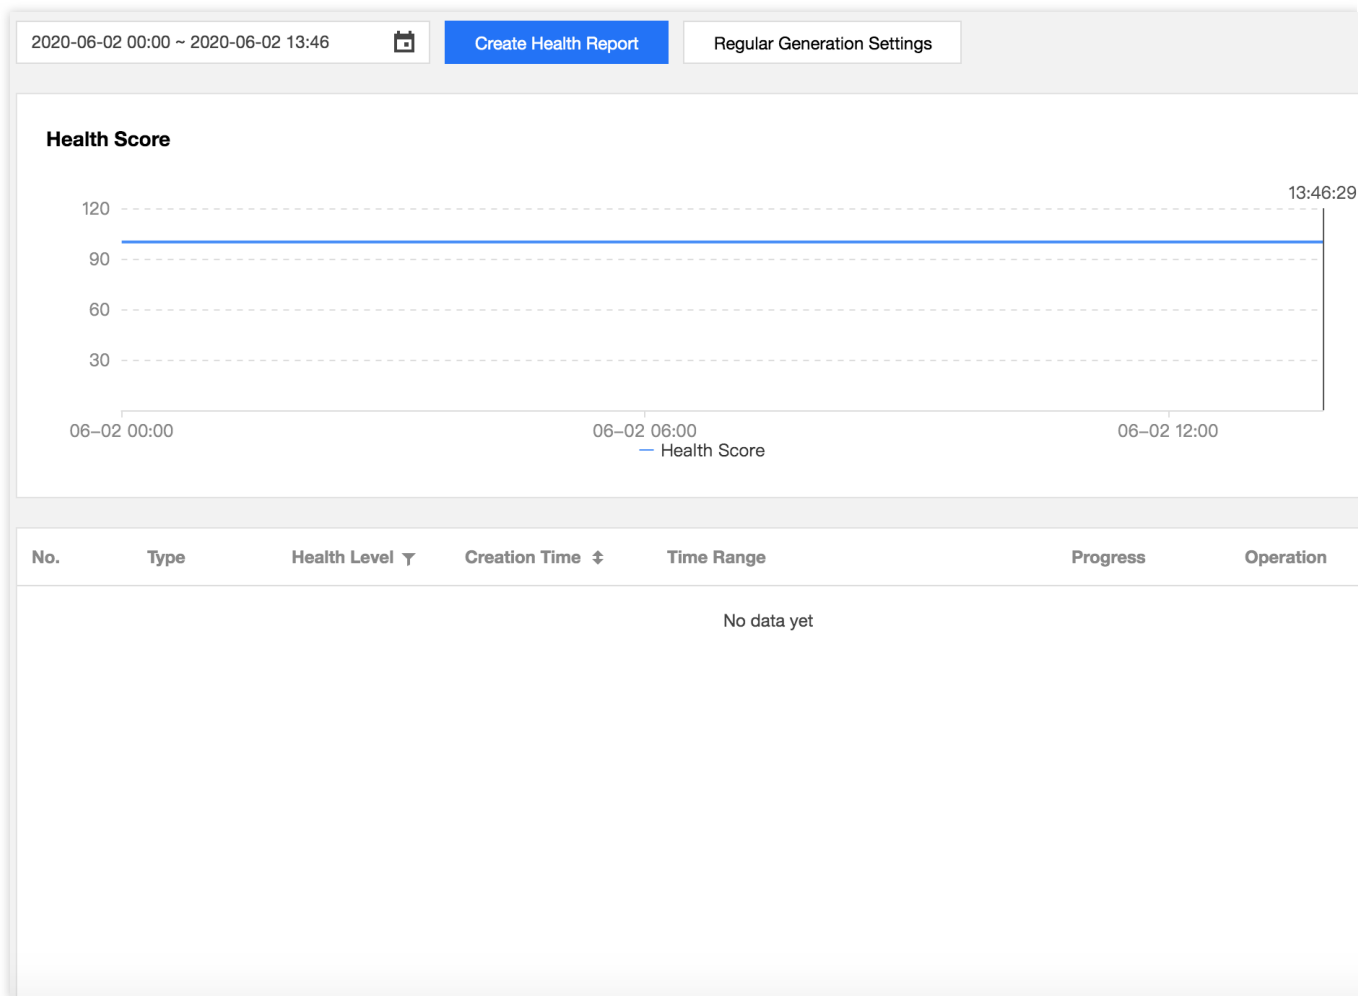 2020-06-02 00:00 ~ 2020-06-02 13:46
Create Health Report
Regular Generation Settings
Health Score
13:46:29
120
90
60
30
06–02 00:00
06–02 06:00
06–02 12:00
Health Score
No.
Type
Health Level
Creation Time
Time Range
Progress
Operation
No data yet